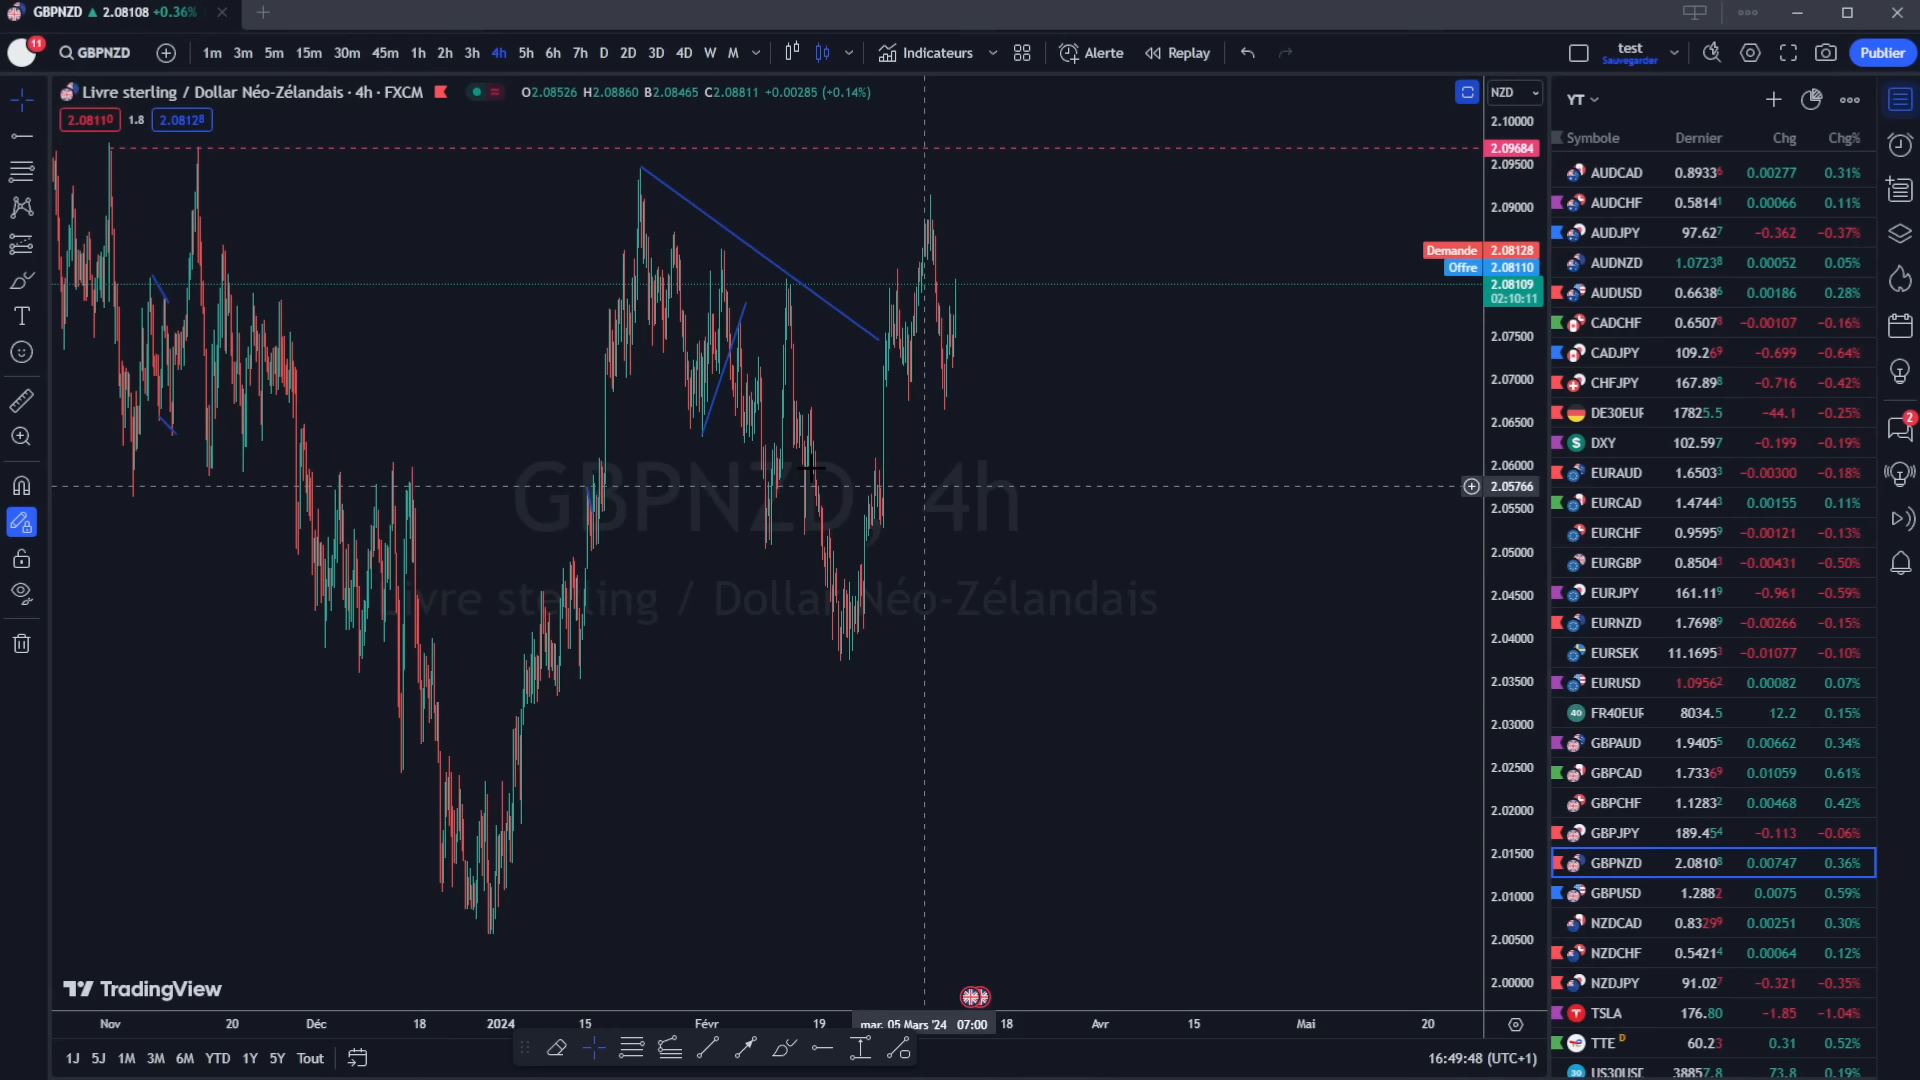 GBPNZD ▲ 2.08108 +0.36%
11
GBPNZD 1m 3m 5m 15m 30m 45m 1h 2h 3h 4h 5h 6h 7h D 2D 3D 4D W M Indicateurs Alerte Replay test Sauvegarder Publier
Livre sterling / Dollar Néo-Zélandais · 4h · FXCM O2.08526 H2.08860 B2.08465 C2.08811 +0.00285 (+0.14%)
2.08110 1.8 2.08128
NZD
2.10000
2.09684
2.09500
2.09000
Demande 2.08128
Offre 2.08110
2.08109
02:10:11
2.07500
2.07000
2.06500
2.06000
2.05766
2.05500
2.05000
2.04500
2.04000
2.03500
2.03000
2.02500
2.02000
2.01500
2.01000
2.00500
2.00000
GBPNZD, 4h
Livre sterling / Dollar Néo-Zélandais
TradingView
Nov 20 Déc 18 2024 15 Févr 19 mar. 05 Mars '24 07:00 18 Avr 15 Mai 20
1J 5J 1M 3M 6M YTD 1Y 5Y Tout
16:49:48 (UTC+1)
YT
Symbole Dernier Chg Chg%
AUDCAD 0.89336 0.00277 0.31%
AUDCHF 0.58141 0.00066 0.11%
AUDJPY 97.627 −0.362 −0.37%
AUDNZD 1.07238 0.00052 0.05%
AUDUSD 0.66386 0.00186 0.28%
CADCHF 0.65078 −0.00107 −0.16%
CADJPY 109.269 −0.699 −0.64%
CHFJPY 167.898 −0.716 −0.42%
DE30EUR 17825.5 −44.1 −0.25%
DXY 102.597 −0.199 −0.19%
EURAUD 1.65033 −0.00300 −0.18%
EURCAD 1.47443 0.00155 0.11%
EURCHF 0.95959 −0.00121 −0.13%
EURGBP 0.85043 −0.00431 −0.50%
EURJPY 161.119 −0.961 −0.59%
EURNZD 1.76989 −0.00266 −0.15%
EURSEK 11.16953 −0.01077 −0.10%
EURUSD 1.09562 0.00082 0.07%
40 FR40EUR 8034.5 12.2 0.15%
GBPAUD 1.94055 0.00662 0.34%
GBPCAD 1.73369 0.01059 0.61%
GBPCHF 1.12832 0.00468 0.42%
GBPJPY 189.454 −0.113 −0.06%
GBPNZD 2.08108 0.00747 0.36%
GBPUSD 1.2882 0.0075 0.59%
NZDCAD 0.83299 0.00251 0.30%
NZDCHF 0.54214 0.00064 0.12%
NZDJPY 91.027 −0.321 −0.35%
TSLA 176.80 −1.85 −1.04%
TTE D 60.23 0.31 0.52%
30 US30USD 38857.8 73.8 0.19%
2